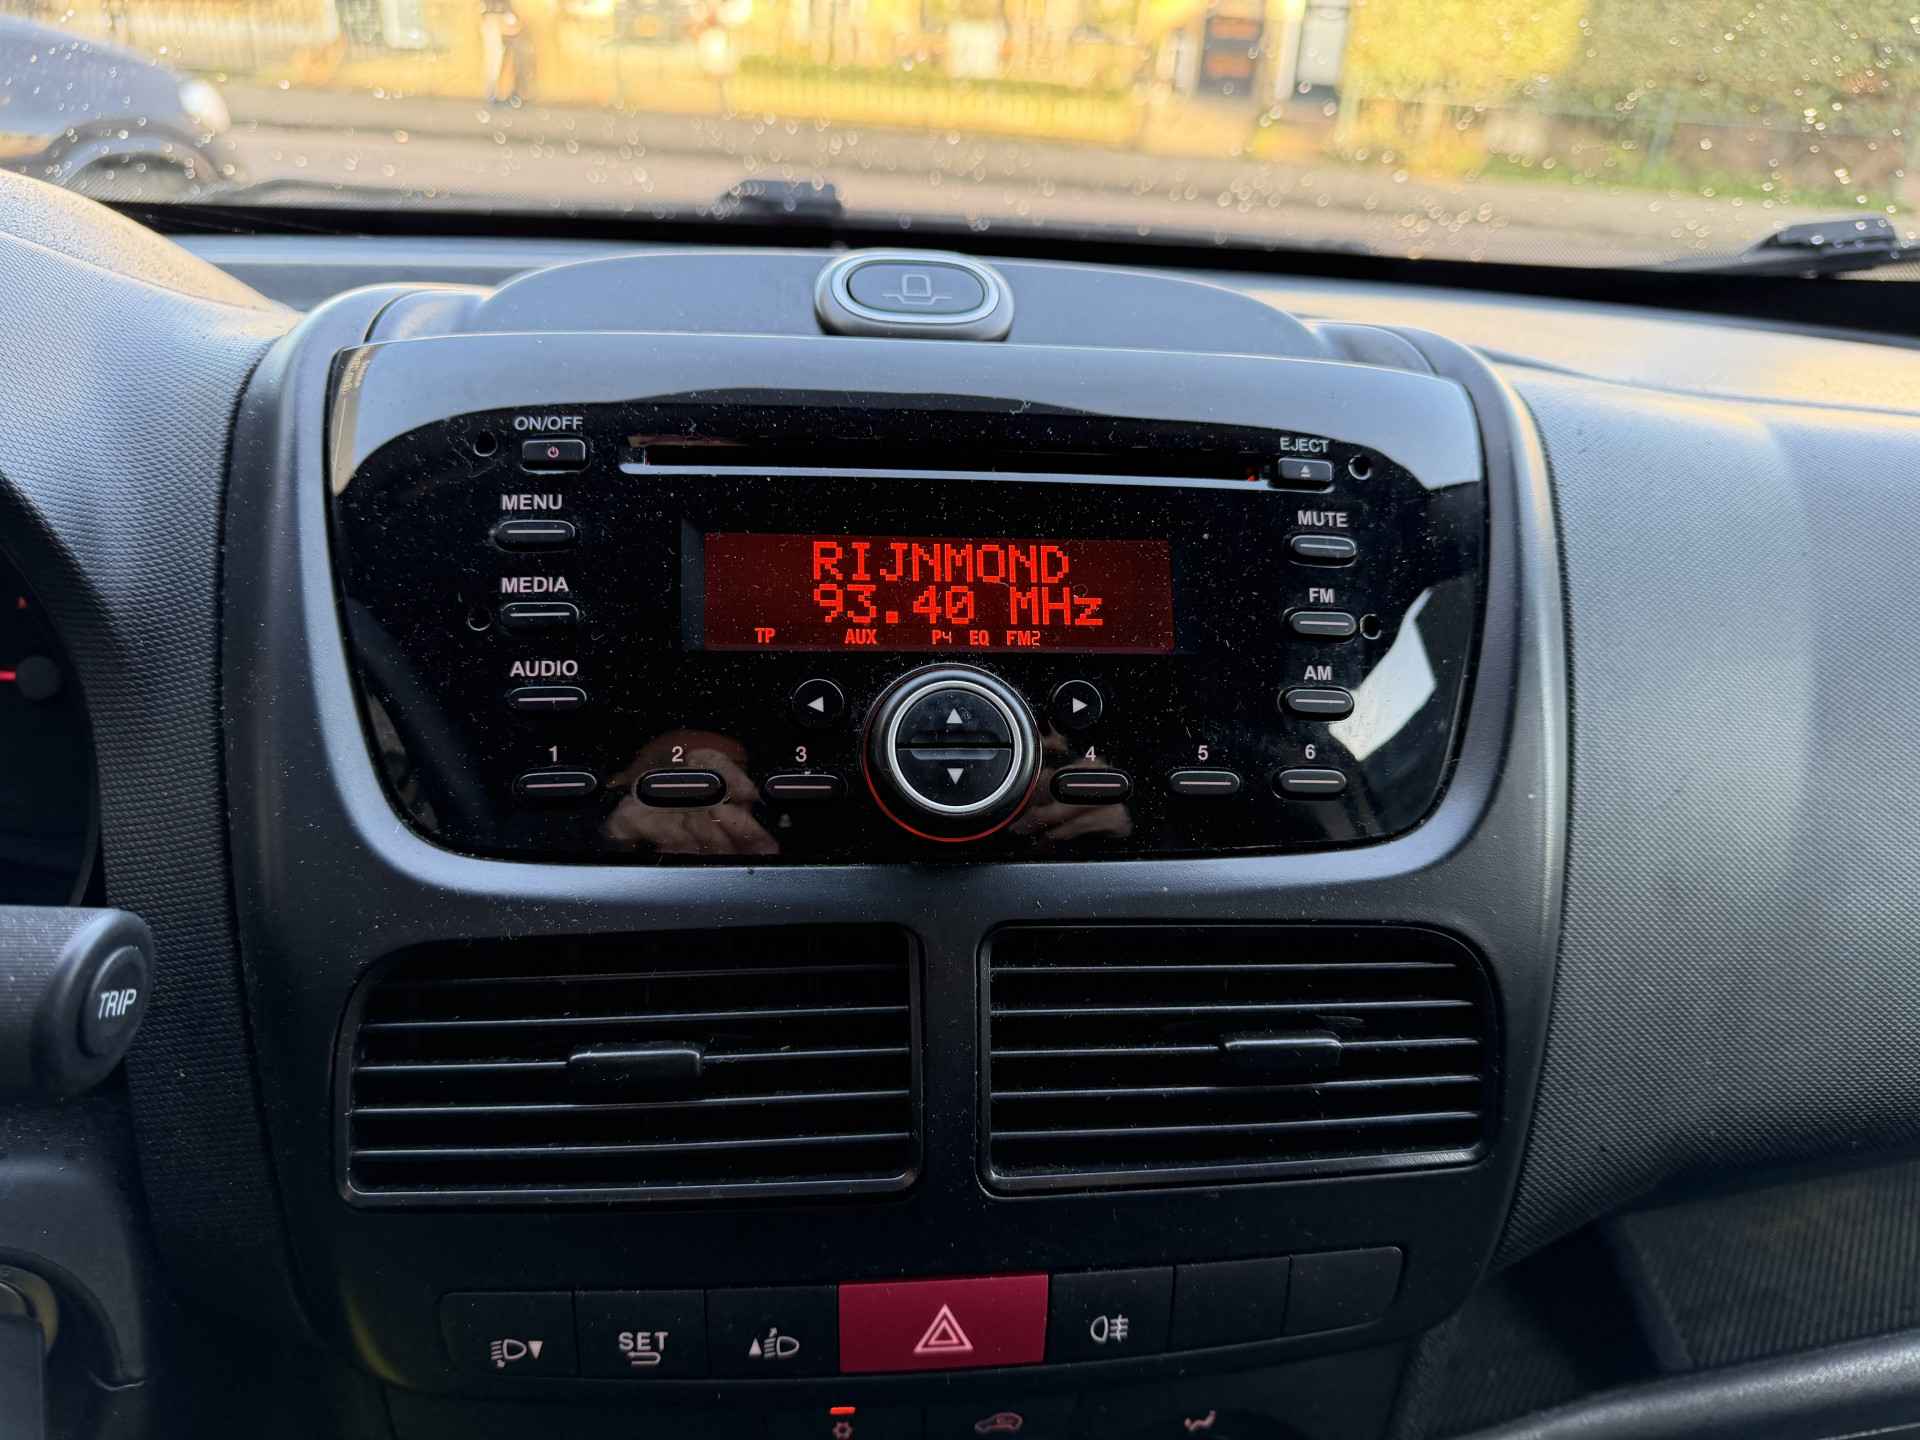 ON/OFF
EJECT
MENU
MUTE
RIJNMOND
93.40 MHz
MEDIA
FM
TP AUX P4 EQ FM2
AUDIO
AM
1 2 3 4 5 6
TRIP
SET